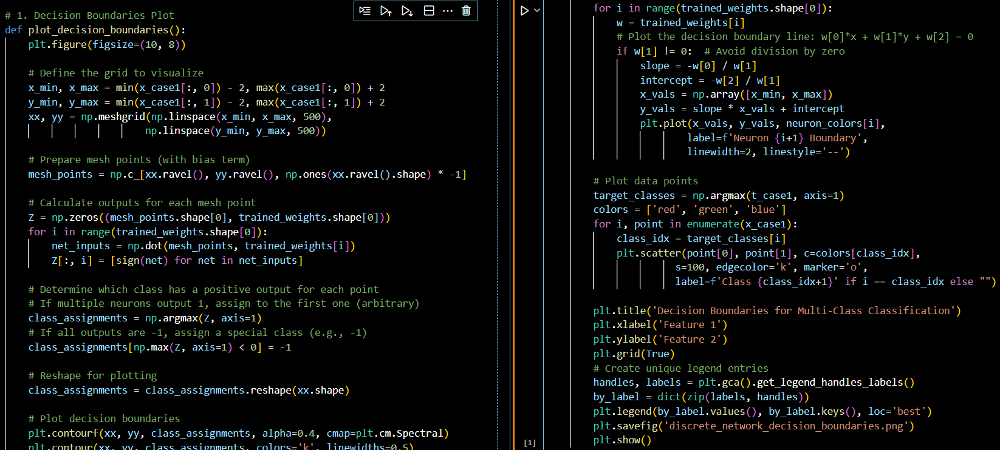 # 1. Decision Boundaries Plot
def plot_decision_boundaries():
    plt.figure(figsize=(10, 8))

    # Define the grid to visualize
    x_min, x_max = min(x_case1[:, 0]) - 2, max(x_case1[:, 0]) + 2
    y_min, y_max = min(x_case1[:, 1]) - 2, max(x_case1[:, 1]) + 2
    xx, yy = np.meshgrid(np.linspace(x_min, x_max, 500),
                        np.linspace(y_min, y_max, 500))

    # Prepare mesh points (with bias term)
    mesh_points = np.c_[xx.ravel(), yy.ravel(), np.ones(xx.ravel().shape) * -1]

    # Calculate outputs for each mesh point
    Z = np.zeros((mesh_points.shape[0], trained_weights.shape[0]))
    for i in range(trained_weights.shape[0]):
        net_inputs = np.dot(mesh_points, trained_weights[i])
        Z[:, i] = [sign(net) for net in net_inputs]

    # Determine which class has a positive output for each point
    # If multiple neurons output 1, assign to the first one (arbitrary)
    class_assignments = np.argmax(Z, axis=1)
    # If all outputs are -1, assign a special class (e.g., -1)
    class_assignments[np.max(Z, axis=1) < 0] = -1

    # Reshape for plotting
    class_assignments = class_assignments.reshape(xx.shape)

    # Plot decision boundaries
    plt.contourf(xx, yy, class_assignments, alpha=0.4, cmap=plt.cm.Spectral)
    plt.contour(xx, yy, class_assignments, colors='k', linewidths=0.5)
    for i in range(trained_weights.shape[0]):
        w = trained_weights[i]
        # Plot the decision boundary line: w[0]*x + w[1]*y + w[2] = 0
        if w[1] != 0:  # Avoid division by zero
            slope = -w[0] / w[1]
            intercept = -w[2] / w[1]
            x_vals = np.array([x_min, x_max])
            y_vals = slope * x_vals + intercept
            plt.plot(x_vals, y_vals, neuron_colors[i],
                    label=f'Neuron {i+1} Boundary',
                    linewidth=2, linestyle='--')

    # Plot data points
    target_classes = np.argmax(t_case1, axis=1)
    colors = ['red', 'green', 'blue']
    for i, point in enumerate(x_case1):
        class_idx = target_classes[i]
        plt.scatter(point[0], point[1], c=colors[class_idx],
                  s=100, edgecolor='k', marker='o',
                  label=f'Class {class_idx+1}' if i == class_idx else "")

    plt.title('Decision Boundaries for Multi-Class Classification')
    plt.xlabel('Feature 1')
    plt.ylabel('Feature 2')
    plt.grid(True)
    # Create unique legend entries
    handles, labels = plt.gca().get_legend_handles_labels()
    by_label = dict(zip(labels, handles))
    plt.legend(by_label.values(), by_label.keys(), loc='best')
    plt.savefig('discrete_network_decision_boundaries.png')
    plt.show()
[1]